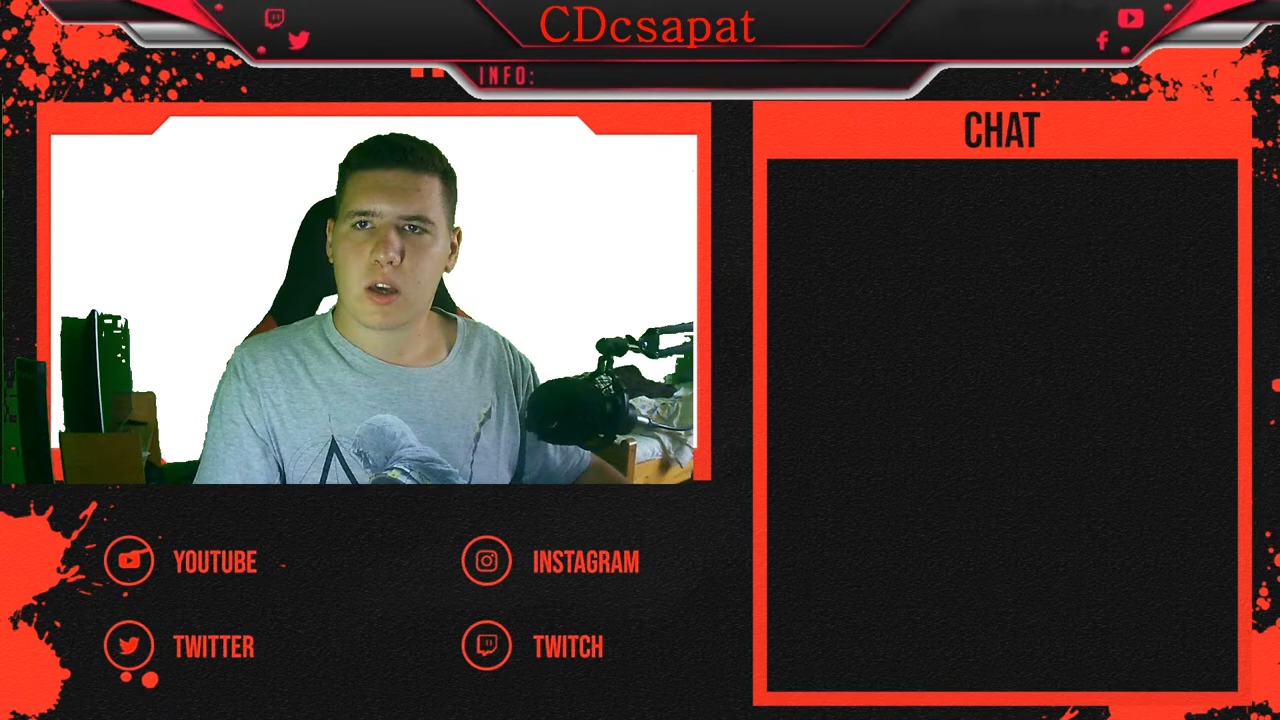 CDcsapat
INFO:
CHAT
YOUTUBE
INSTAGRAM
TWITTER
TWITCH